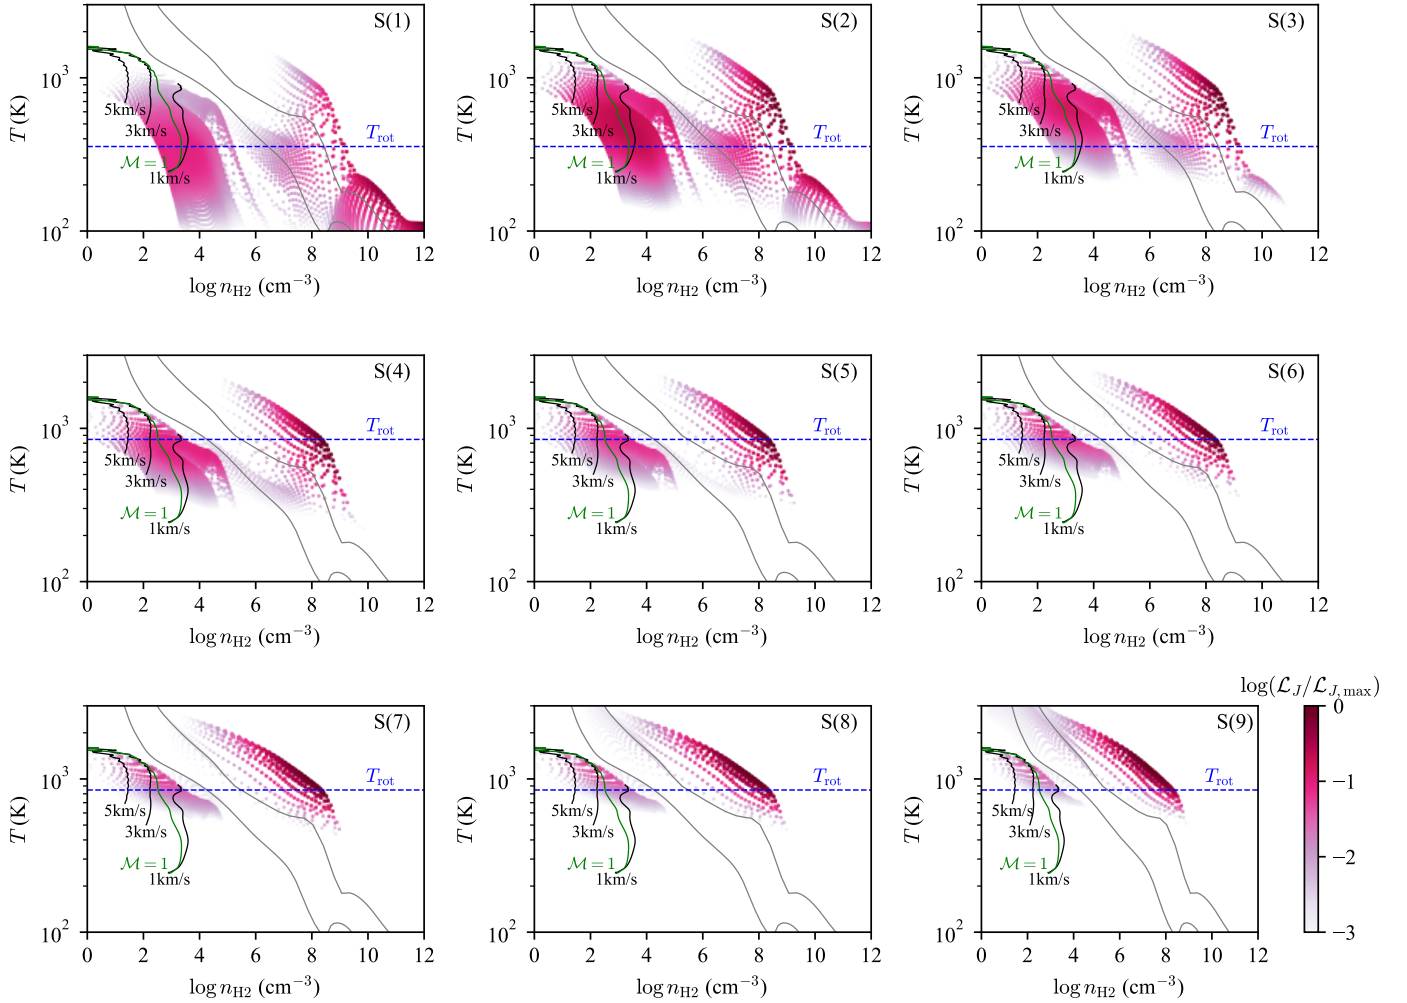 S(1)
T (K)
10³
10²
5km/s
3km/s
ℳ = 1
1km/s
T_rot
0 2 4 6 8 10 12
log n_H2 (cm⁻³)
S(2)
T (K)
10³
10²
5km/s
3km/s
ℳ = 1
1km/s
T_rot
0 2 4 6 8 10 12
log n_H2 (cm⁻³)
S(3)
T (K)
10³
10²
5km/s
3km/s
ℳ = 1
1km/s
T_rot
0 2 4 6 8 10 12
log n_H2 (cm⁻³)
S(4)
T (K)
10³
10²
T_rot
5km/s
3km/s
ℳ = 1
1km/s
0 2 4 6 8 10 12
log n_H2 (cm⁻³)
S(5)
T (K)
10³
10²
T_rot
5km/s
3km/s
ℳ = 1
1km/s
0 2 4 6 8 10 12
log n_H2 (cm⁻³)
S(6)
T (K)
10³
10²
T_rot
5km/s
3km/s
ℳ = 1
1km/s
0 2 4 6 8 10 12
log n_H2 (cm⁻³)
S(7)
T (K)
10³
10²
T_rot
5km/s
3km/s
ℳ = 1
1km/s
0 2 4 6 8 10 12
log n_H2 (cm⁻³)
S(8)
T (K)
10³
10²
T_rot
5km/s
3km/s
ℳ = 1
1km/s
0 2 4 6 8 10 12
log n_H2 (cm⁻³)
S(9)
T (K)
10³
10²
T_rot
5km/s
3km/s
ℳ = 1
1km/s
0 2 4 6 8 10 12
log n_H2 (cm⁻³)
log(ℒ_J/ℒ_J,max)
0
−1
−2
−3